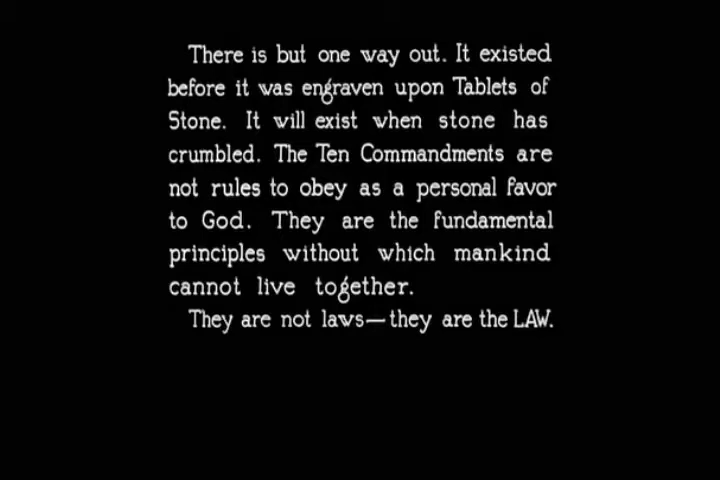 There is but one way out. It existed
before it was engraven upon Tablets of
Stone. It will exist when stone has
crumbled. The Ten Commandments are
not rules to obey as a personal favor
to God. They are the fundamental
principles without which mankind
cannot live together.
They are not laws—they are the LAW.